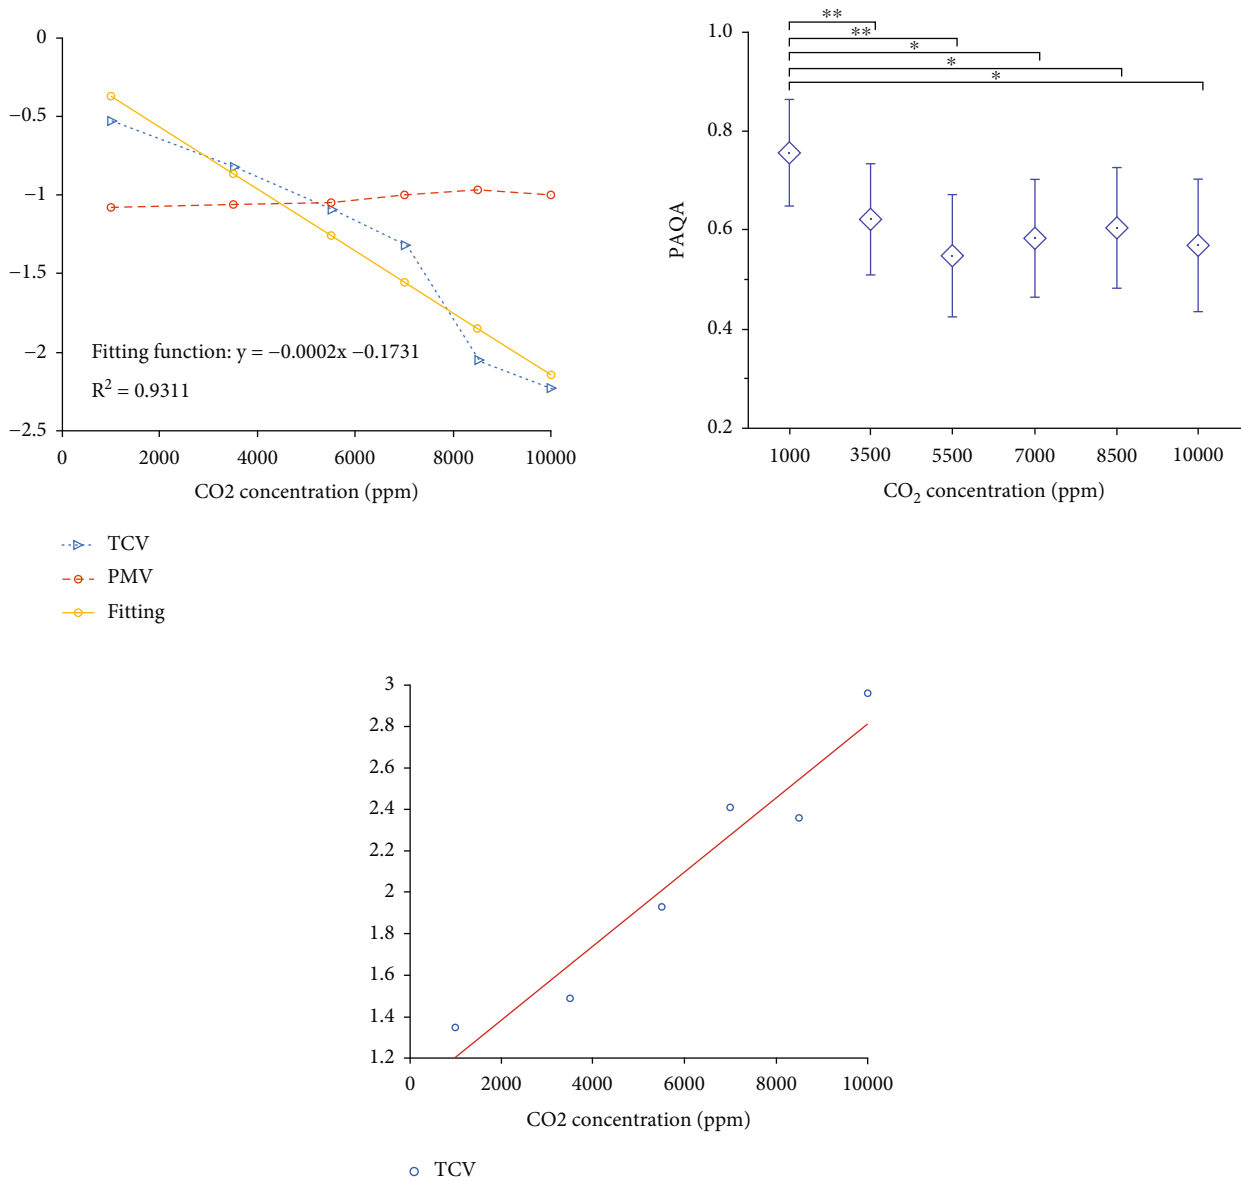 0
−0.5
−1
−1.5
−2
−2.5
Fitting function: y = −0.0002x −0.1731
R² = 0.9311
0 2000 4000 6000 8000 10000
CO2 concentration (ppm)
TCV
PMV
Fitting
**
**
*
*
*
1.0
0.8
0.6
0.4
0.2
PAQA
1000 3500 5500 7000 8500 10000
CO₂ concentration (ppm)
3
2.8
2.6
2.4
2.2
2
1.8
1.6
1.4
1.2
0 2000 4000 6000 8000 10000
CO2 concentration (ppm)
TCV